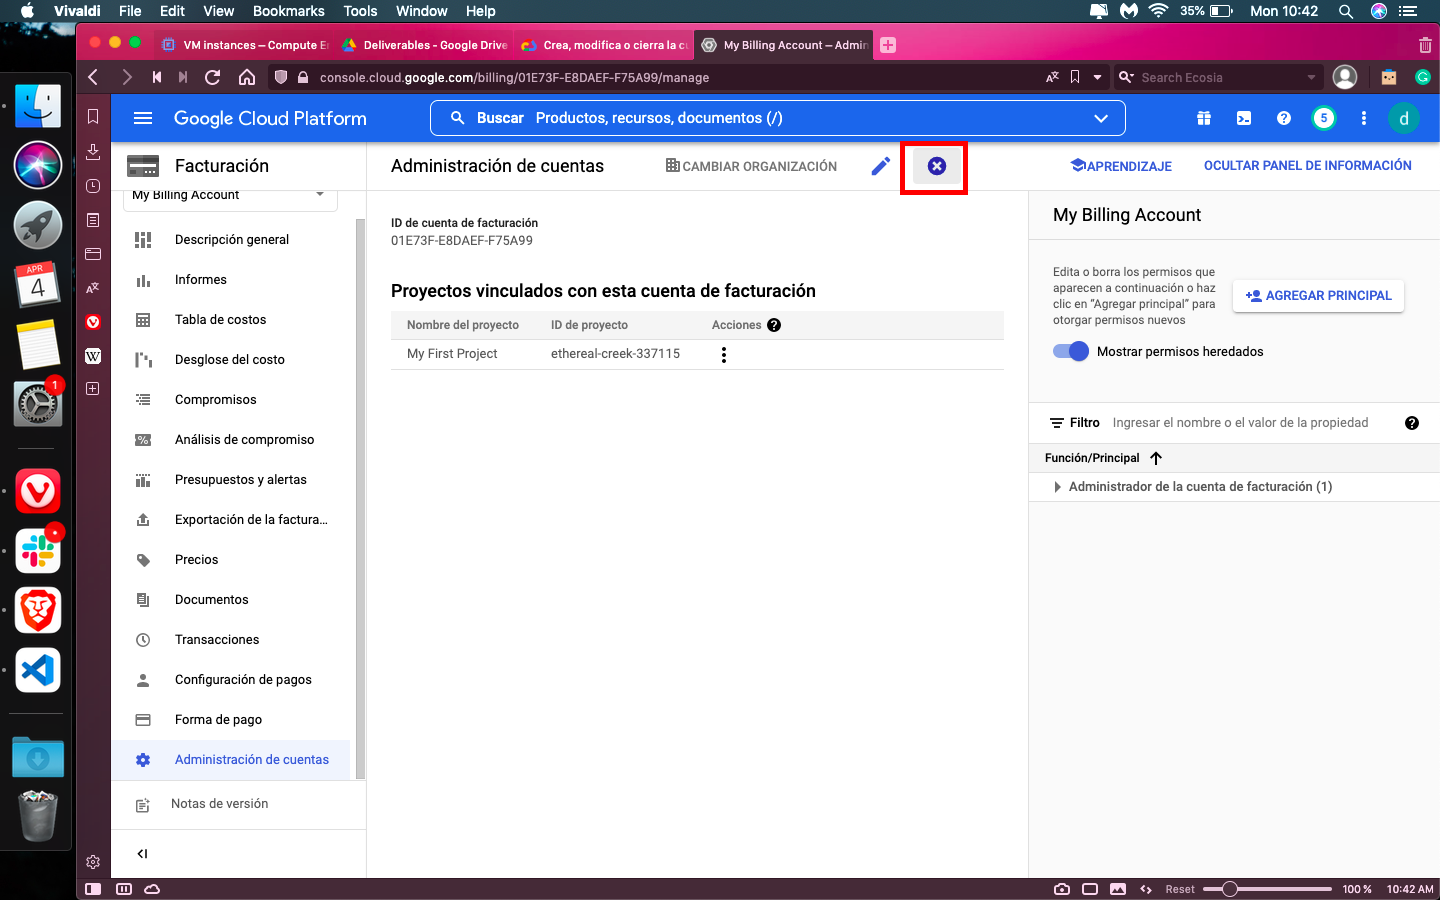 Vivaldi File Edit View Bookmarks Tools Window Help
35% Mon 10:42
VM instances – Compute E
Deliverables - Google Drive
Crea, modifica o cierra la cu
My Billing Account – Admin
console.cloud.google.com/billing/01E73F-E8DAEF-F75A99/manage
Search Ecosia
Google Cloud Platform
Buscar Productos, recursos, documentos (/)
5
d
Facturación
Administración de cuentas
CAMBIAR ORGANIZACIÓN
APRENDIZAJE
OCULTAR PANEL DE INFORMACIÓN
My Billing Account
Descripción general
Informes
Tabla de costos
Desglose del costo
Compromisos
Análisis de compromiso
Presupuestos y alertas
Exportación de la factura...
Precios
Documentos
Transacciones
Configuración de pagos
Forma de pago
Administración de cuentas
Notas de versión
ID de cuenta de facturación
01E73F-E8DAEF-F75A99
Proyectos vinculados con esta cuenta de facturación
Nombre del proyecto ID de proyecto Acciones
My First Project ethereal-creek-337115
My Billing Account
Edita o borra los permisos que
aparecen a continuación o haz
clic en “Agregar principal” para
otorgar permisos nuevos
AGREGAR PRINCIPAL
Mostrar permisos heredados
Filtro Ingresar el nombre o el valor de la propiedad
Función/Principal
Administrador de la cuenta de facturación (1)
APR
4
1
W
Reset 100 % 10:42 AM